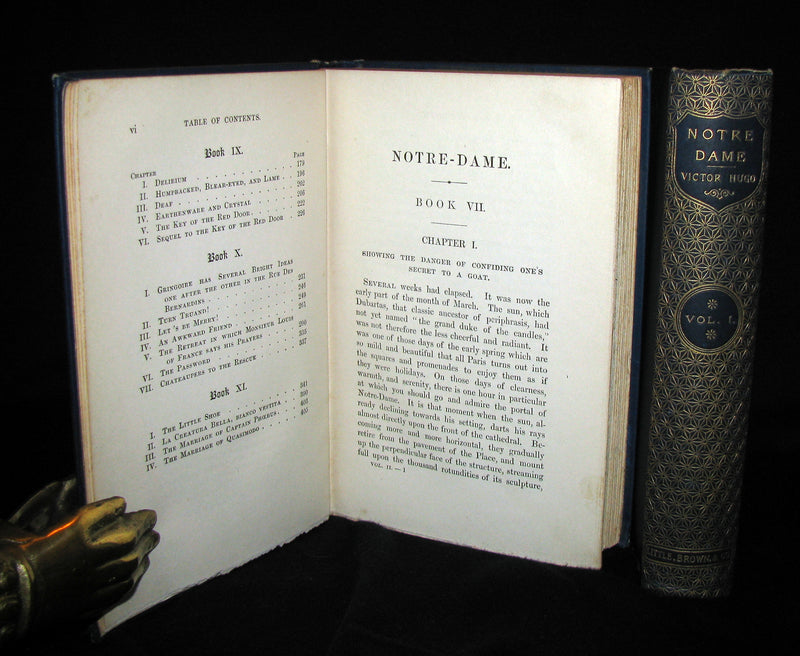 vi
TABLE OF CONTENTS.
Book IX.
CHAPTER PAGE
I. DELIRIUM . . . . . . . . . . . 179
II. HUMPBACKED, BLEAR-EYED, AND LAME . . 196
III. DEAF . . . . . . . . . . . . 202
IV. EARTHENWARE AND CRYSTAL . . . . . 206
V. THE KEY OF THE RED DOOR . . . . . 222
VI. SEQUEL TO THE KEY OF THE RED DOOR . 226
Book X.
I. GRINGOIRE HAS SEVERAL BRIGHT IDEAS
ONE AFTER THE OTHER IN THE RUE DES
BERNARDINS . . . . . . . . . . 231
II. TURN TRUAND! . . . . . . . . . 246
III. LET'S BE MERRY! . . . . . . . . 249
IV. AN AWKWARD FRIEND . . . . . . . 261
V. THE RETREAT IN WHICH MONSIEUR LOUIS
OF FRANCE SAYS HIS PRAYERS . . . . 290
VI. THE PASSWORD . . . . . . . . . 335
VII. CHATEAUPERS TO THE RESCUE . . . . 337
Book XI.
I. THE LITTLE SHOE . . . . . . . . 341
II. LA CREATURA BELLA, BIANCO VESTITA . 390
III. THE MARRIAGE OF CAPTAIN PHŒBUS . . 403
IV. THE MARRIAGE OF QUASIMODO . . . . 405
NOTRE-DAME.
BOOK VII.
CHAPTER I.
SHOWING THE DANGER OF CONFIDING ONE'S
SECRET TO A GOAT.
SEVERAL weeks had elapsed. It was now the
early part of the month of March. The sun, which
Dubartas, that classic ancestor of periphrasis, had
not yet named "the grand duke of the candles,"
was not therefore the less cheerful and radiant. It
was one of those days of the early spring which are
so mild and beautiful that all Paris turns out into
the squares and promenades to enjoy them as if
they were holidays. On those days of clearness,
warmth, and serenity, there is one hour in particular
at which you should go and admire the portal of
Notre-Dame. It is that moment when the sun, al-
ready declining towards his setting, darts his rays
almost directly upon the front of the cathedral. Be-
coming more and more horizontal, they gradually
retire from the pavement of the Place, and mount
up the perpendicular face of the structure, streaming
full upon the thousand rotundities of its sculpture,
VOL. II. — 1
NOTRE
DAME
VICTOR HUGO
VOL. I.
LITTLE, BROWN, & CO